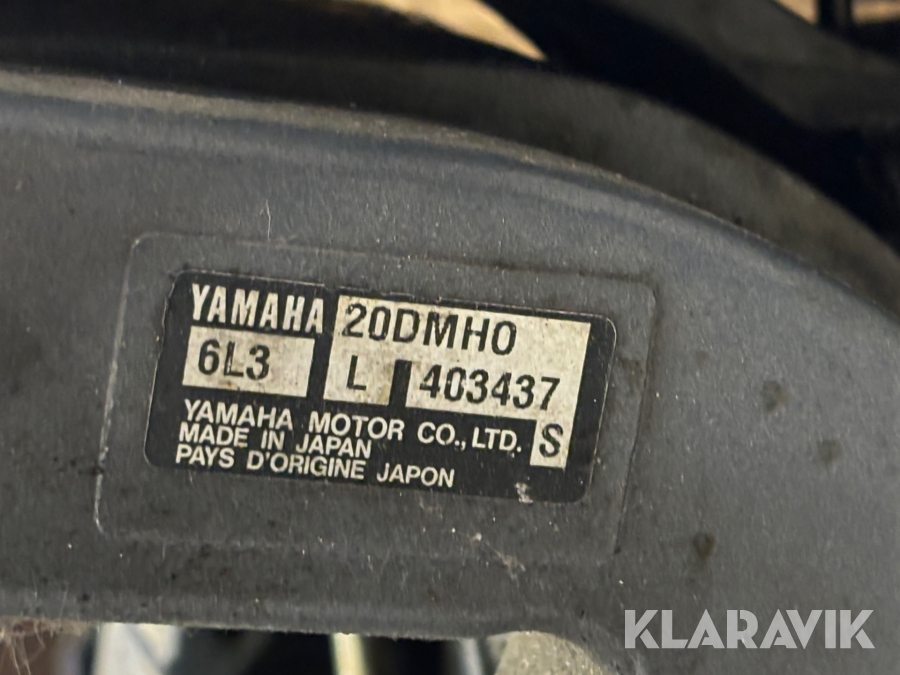 YAMAHA 20DMHO
6L3 L 403437
YAMAHA MOTOR CO., LTD. S
MADE IN JAPAN
PAYS D'ORIGINE JAPON
KLARAVIK